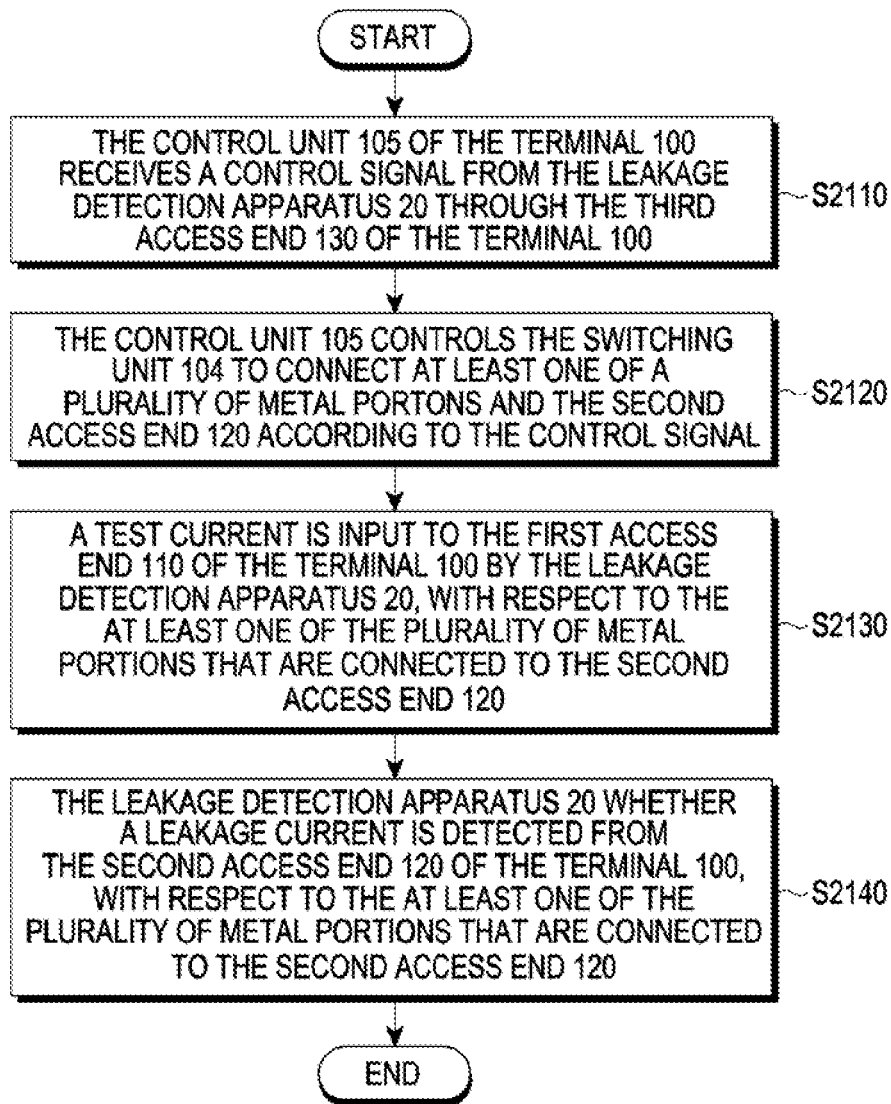 START
THE CONTROL UNIT 105 OF THE TERMINAL 100
RECEIVES A CONTROL SIGNAL FROM THE LEAKAGE
DETECTION APPARATUS 20 THROUGH THE THIRD
ACCESS END 130 OF THE TERMINAL 100
S2110
THE CONTROL UNIT 105 CONTROLS THE SWITCHING
UNIT 104 TO CONNECT AT LEAST ONE OF A
PLURALITY OF METAL PORTONS AND THE SECOND
ACCESS END 120 ACCORDING TO THE CONTROL SIGNAL
S2120
A TEST CURRENT IS INPUT TO THE FIRST ACCESS
END 110 OF THE TERMINAL 100 BY THE LEAKAGE
DETECTION APPARATUS 20, WITH RESPECT TO THE
AT LEAST ONE OF THE PLURALITY OF METAL
PORTIONS THAT ARE CONNECTED TO THE SECOND
ACCESS END 120
S2130
THE LEAKAGE DETECTION APPARATUS 20 WHETHER
A LEAKAGE CURRENT IS DETECTED FROM
THE SECOND ACCESS END 120 OF THE TERMINAL 100,
WITH RESPECT TO THE AT LEAST ONE OF THE
PLURALITY OF METAL PORTIONS THAT ARE CONNECTED
TO THE SECOND ACCESS END 120
S2140
END